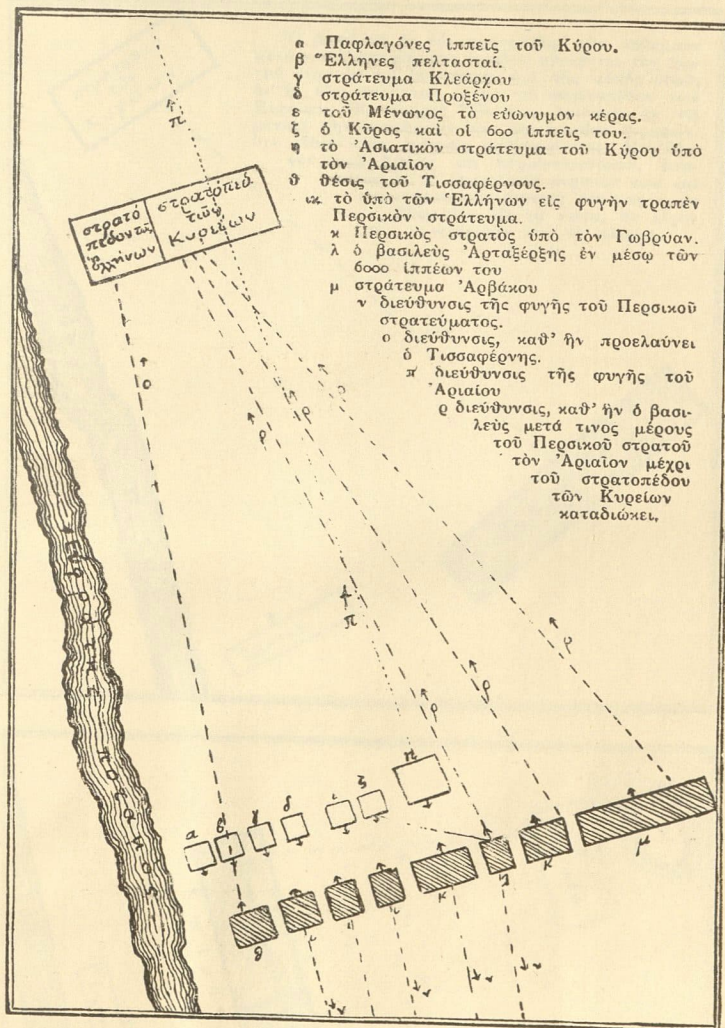 α Παφλαγόνες ἱππεῖς τοῦ Κύρου.
β Ἕλληνες πελτασταί.
γ στράτευμα Κλεάρχου
δ στράτευμα Προξένου
ε τοῦ Μένωνος τὸ εὐώνυμον κέρας.
ζ ὁ Κῦρος καὶ οἱ 600 ἱππεῖς του.
η τὸ Ἀσιατικὸν στράτευμα τοῦ Κύρου ὑπὸ
τὸν Ἀριαῖον
θ θέσις τοῦ Τισσαφέρνους.
ικ τὸ ὑπὸ τῶν Ἑλλήνων εἰς φυγὴν τραπὲν
Περσικὸν στράτευμα.
κ Περσικὸς στρατὸς ὑπὸ τὸν Γωβρύαν.
λ ὁ βασιλεὺς Ἀρταξέρξης ἐν μέσῳ τῶν
6000 ἱππέων του
μ στράτευμα Ἀρβάκου
ν διεύθυνσις τῆς φυγῆς τοῦ Περσικοῦ
στρατεύματος.
ο διεύθυνσις, καθ' ἣν προελαύνει
ὁ Τισσαφέρνης.
π διεύθυνσις τῆς φυγῆς τοῦ
Ἀριαίου
ρ διεύθυνσις, καθ' ἣν ὁ βασι-
λεὺς μετά τινος μέρους
τοῦ Περσικοῦ στρατοῦ
τὸν Ἀριαῖον μέχρι
τοῦ στρατοπέδου
τῶν Κυρείων
καταδιώκει.
π
στρατό
πεδον τῶν
Ἑλλήνων
στρατόπεδ
τῶν
Κυρείων
ο
ρ
ρ
π
ρ
ρ
ρ
Εὐφράτης ποταμός
α β γ δ ε ζ η
θ ι ι ι κ λ κ μ
ν ν ν ν